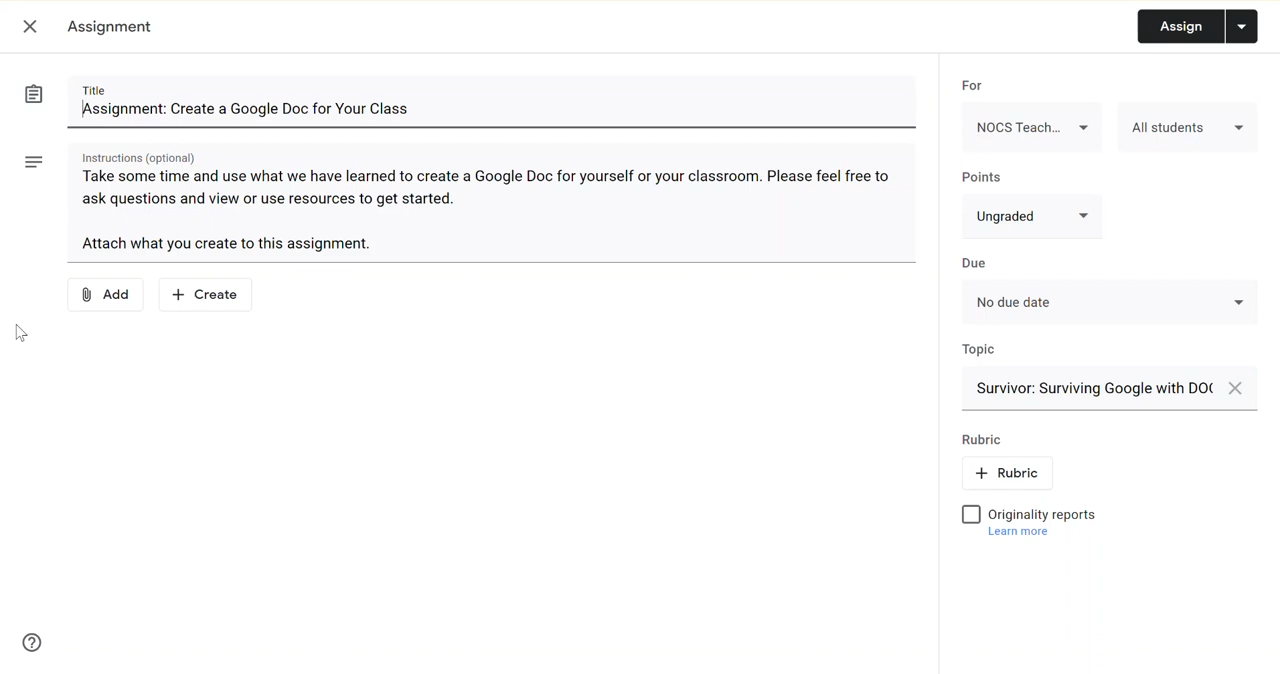 Assignment
Assign
Title
Assignment: Create a Google Doc for Your Class
Instructions (optional)
Take some time and use what we have learned to create a Google Doc for yourself or your classroom. Please feel free to
ask questions and view or use resources to get started.
Attach what you create to this assignment.
Add
Create
For
NOCS Teach...
All students
Points
Ungraded
Due
No due date
Topic
Survivor: Surviving Google with DOC
Rubric
Rubric
Originality reports
Learn more